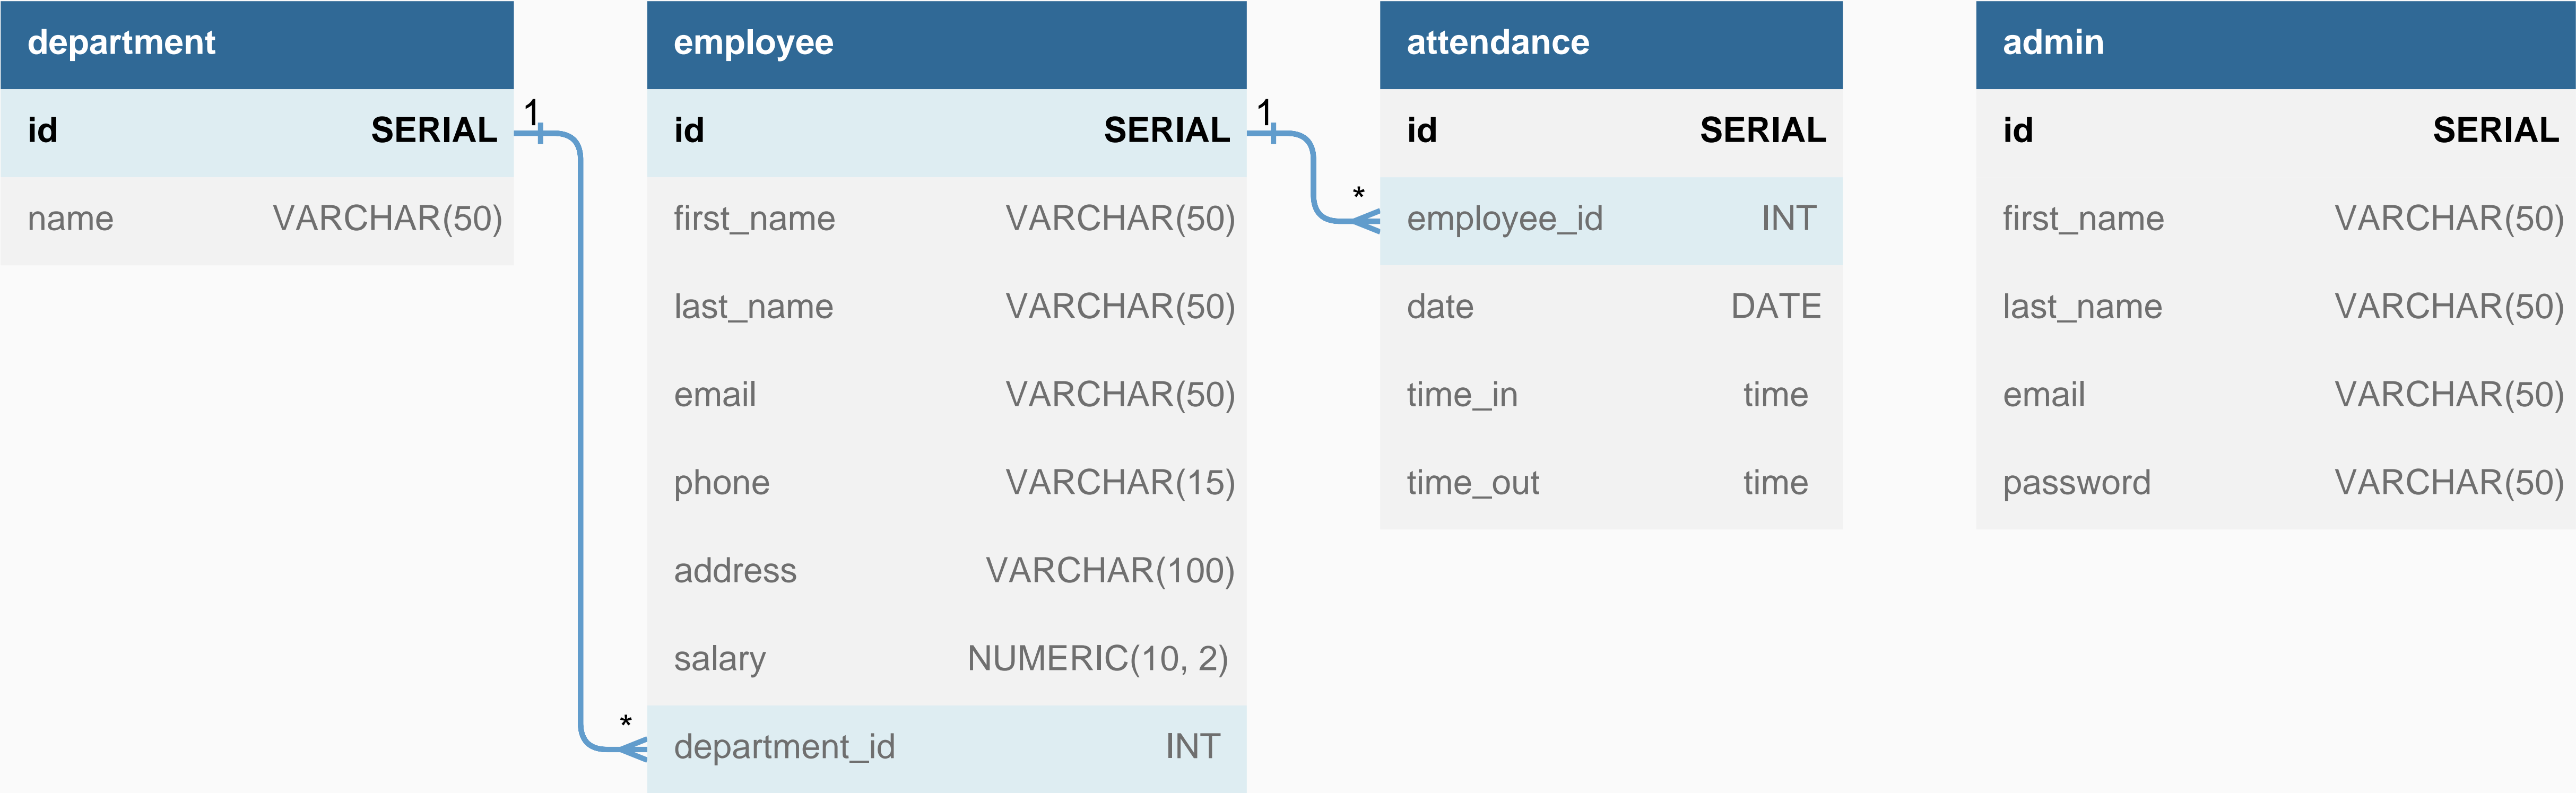 department
id SERIAL
name VARCHAR(50)
1
*
employee
id SERIAL
first_name VARCHAR(50)
last_name VARCHAR(50)
email VARCHAR(50)
phone VARCHAR(15)
address VARCHAR(100)
salary NUMERIC(10, 2)
department_id INT
1
*
attendance
id SERIAL
employee_id INT
date DATE
time_in time
time_out time
admin
id SERIAL
first_name VARCHAR(50)
last_name VARCHAR(50)
email VARCHAR(50)
password VARCHAR(50)